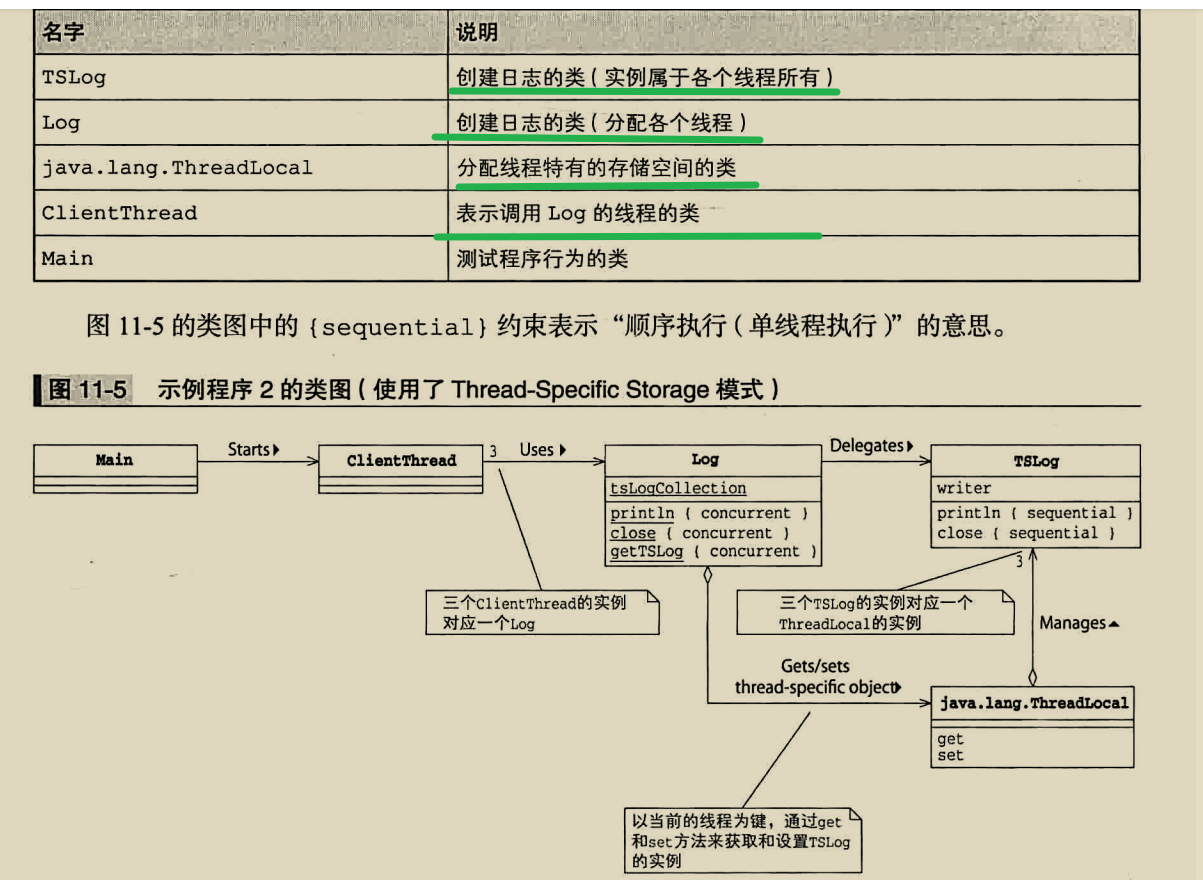 名字 说明
TSLog 创建日志的类(实例属于各个线程所有)
Log 创建日志的类(分配各个线程)
java.lang.ThreadLocal 分配线程特有的存储空间的类
ClientThread 表示调用 Log 的线程的类
Main 测试程序行为的类
图 11-5 的类图中的 {sequential} 约束表示“顺序执行(单线程执行)”的意思。
图 11-5 示例程序 2 的类图(使用了 Thread-Specific Storage 模式)
Main
Starts▶
ClientThread
3
Uses▶
Log
tsLogCollection
println { concurrent }
close { concurrent }
getTSLog { concurrent }
Delegates▶
TSLog
writer
println { sequential }
close { sequential }
3
三个ClientThread的实例
对应一个Log
三个TSLog的实例对应一个
ThreadLocal的实例
Manages▲
Gets/sets
thread-specific object▶
java.lang.ThreadLocal
get
set
以当前的线程为键，通过get
和set方法来获取和设置TSLog
的实例